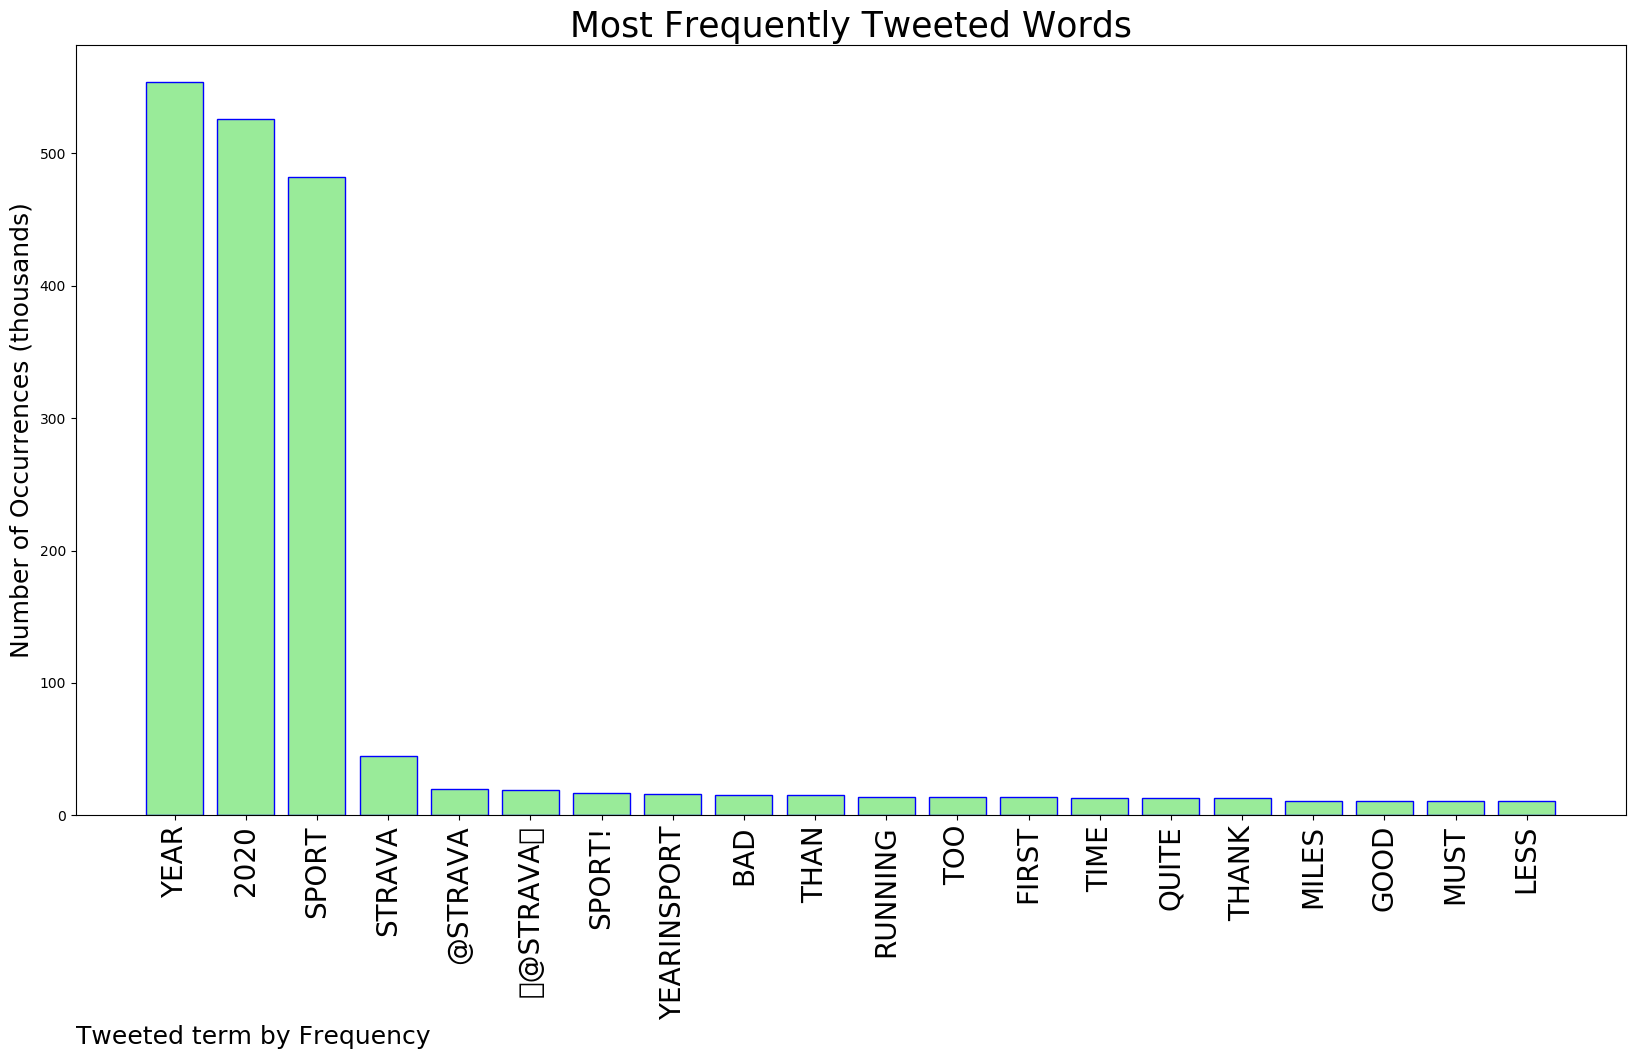 Most Frequently Tweeted Words
Number of Occurrences (thousands)
500
400
300
200
100
0
YEAR
2020
SPORT
STRAVA
@STRAVA
▯@STRAVA▯
SPORT!
YEARINSPORT
BAD
THAN
RUNNING
TOO
FIRST
TIME
QUITE
THANK
MILES
GOOD
MUST
LESS
Tweeted term by Frequency